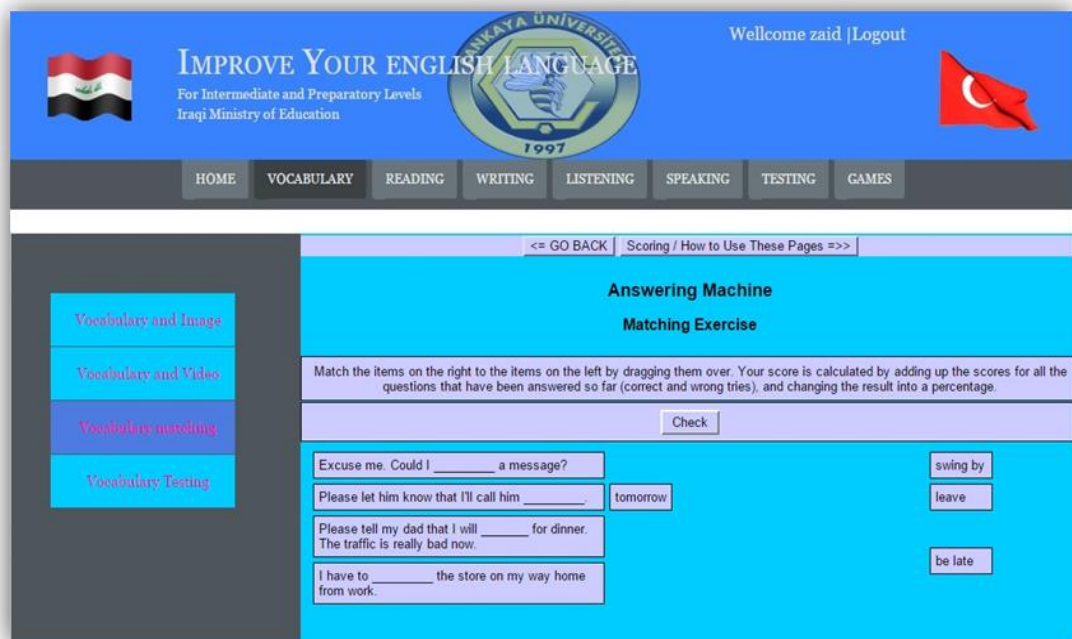 Wellcome zaid |Logout
IMPROVE YOUR ENGLISH LANGUAGE
For Intermediate and Preparatory Levels
Iraqi Ministry of Education
ANKAYA ÜNİVERSİTE
1997
HOME VOCABULARY READING WRITING LISTENING SPEAKING TESTING GAMES
<= GO BACK Scoring / How to Use These Pages =>>
Vocabulary and Image
Vocabulary and Video
Vocabulary matching
Vocabulary Testing
Answering Machine
Matching Exercise
Match the items on the right to the items on the left by dragging them over. Your score is calculated by adding up the scores for all the
questions that have been answered so far (correct and wrong tries), and changing the result into a percentage.
Check
Excuse me. Could I _________ a message?
swing by
Please let him know that I'll call him _________.
tomorrow
leave
Please tell my dad that I will _______ for dinner.
The traffic is really bad now.
be late
I have to _________ the store on my way home
from work.